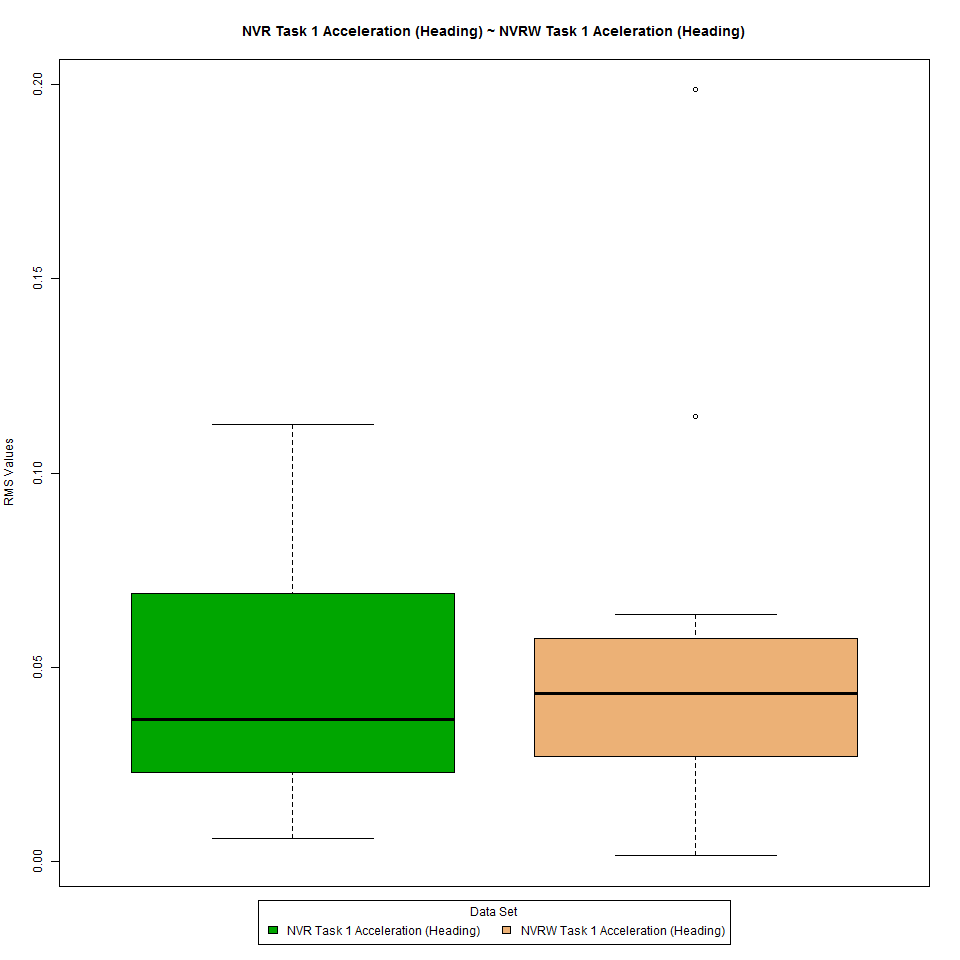 NVR Task 1 Acceleration (Heading) ~ NVRW Task 1 Aceleration (Heading)
0.20
0.15
0.10
0.05
0.00
RMS Values
Data Set
NVR Task 1 Acceleration (Heading)
NVRW Task 1 Acceleration (Heading)